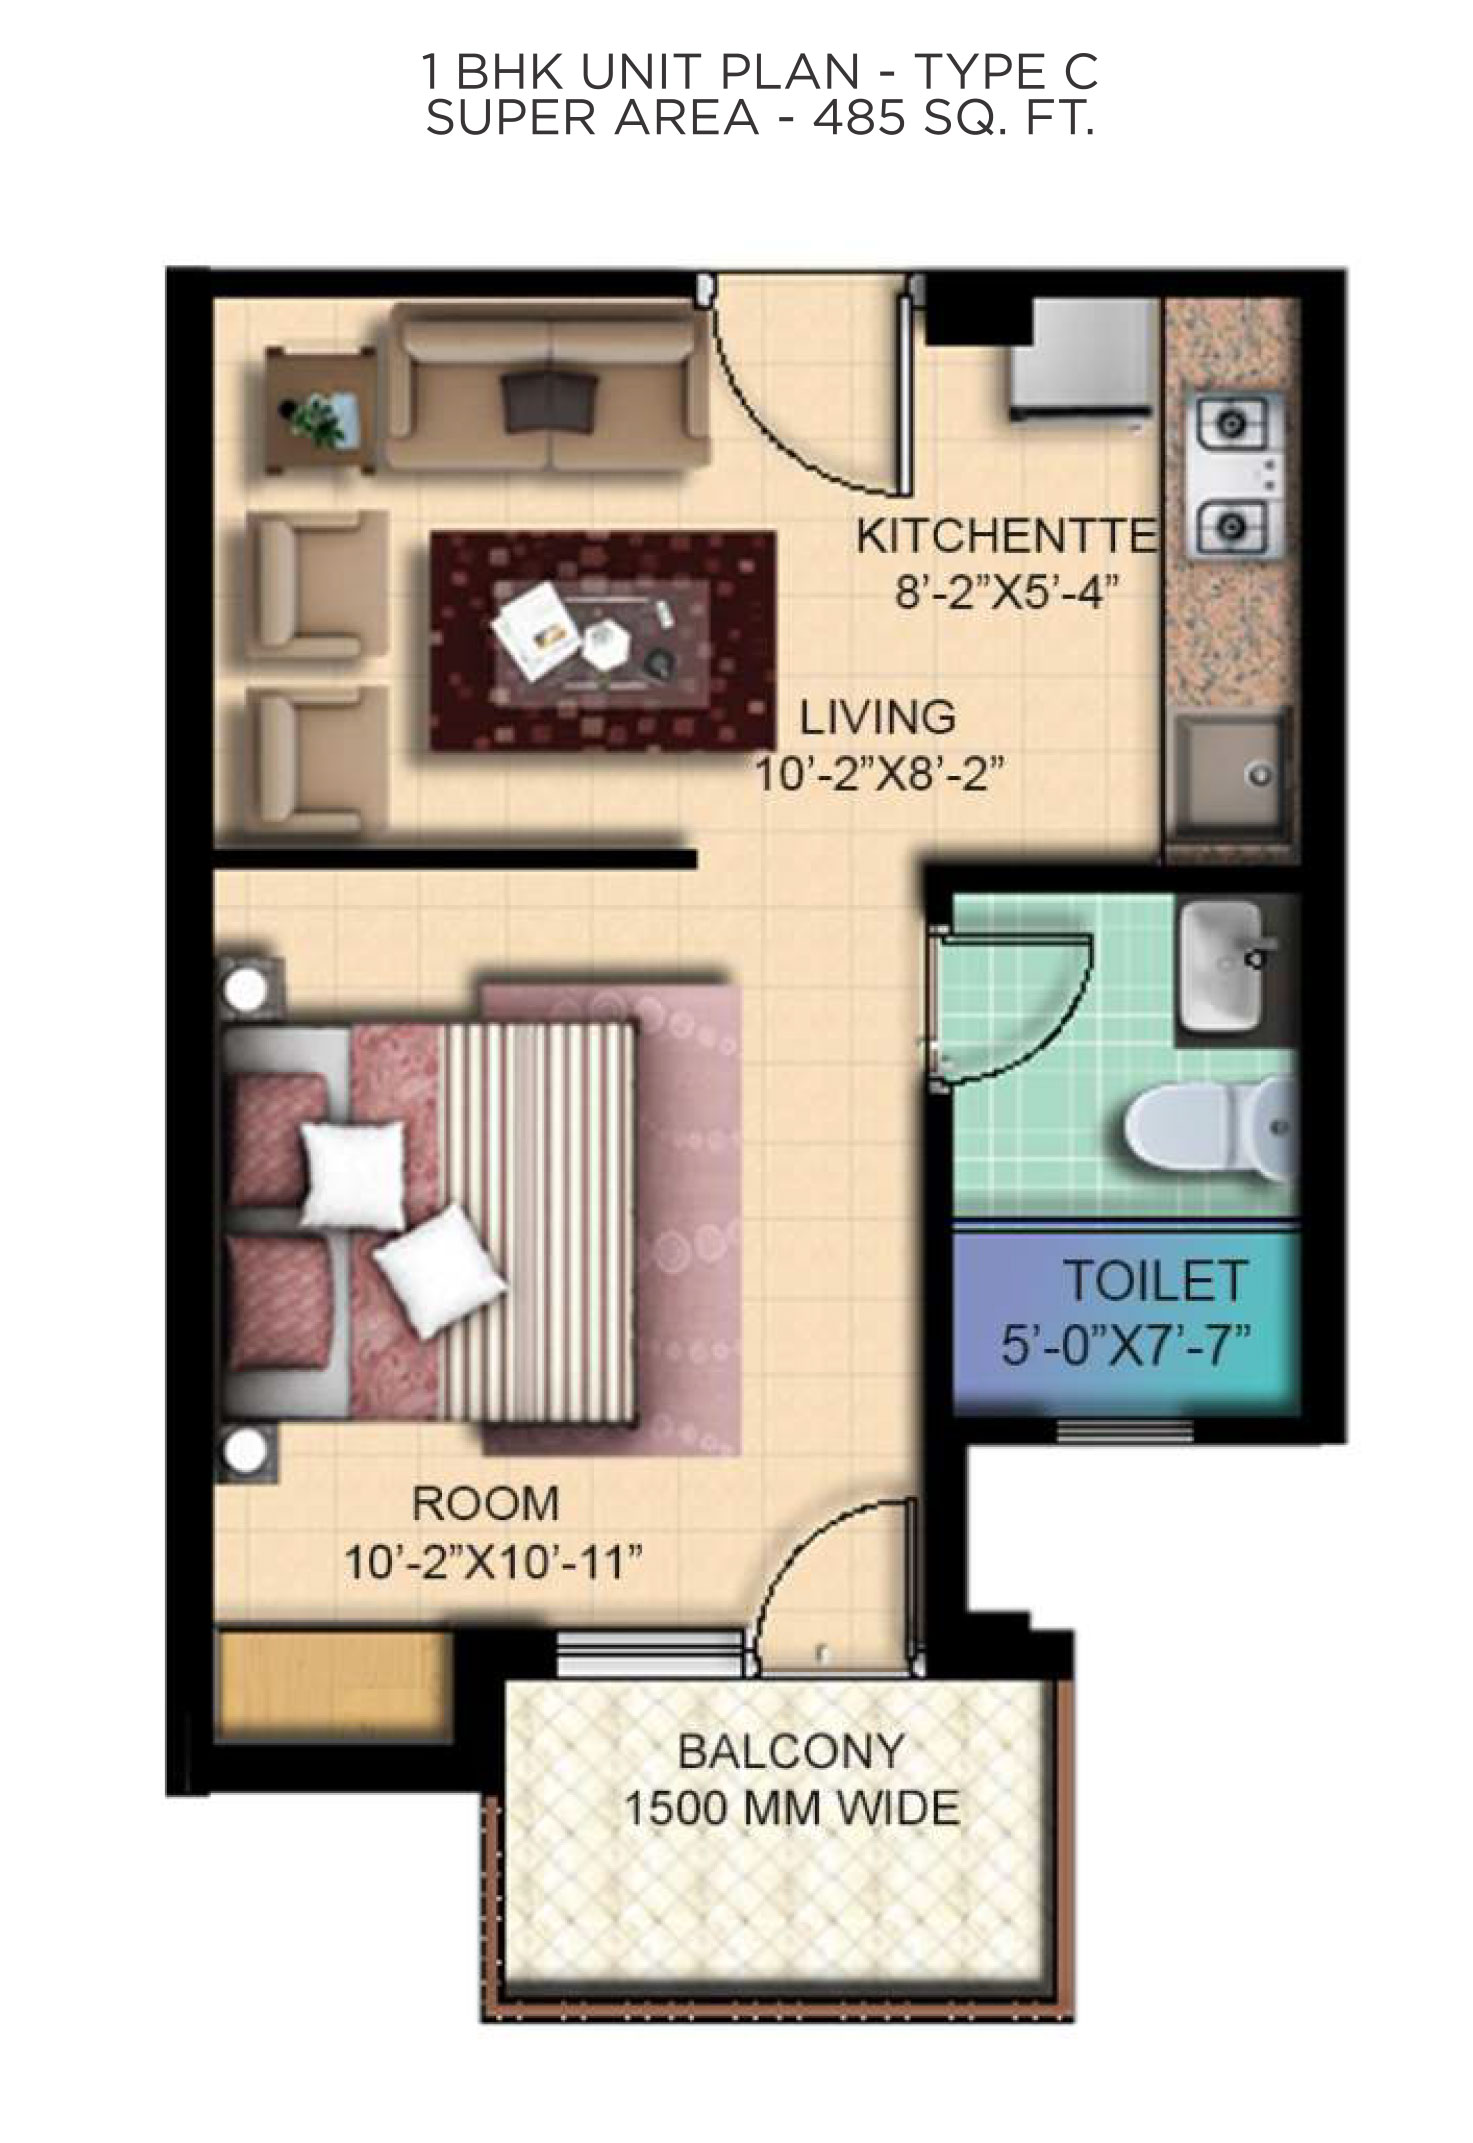 1 BHK UNIT PLAN - TYPE C
SUPER AREA - 485 SQ. FT.
KITCHENTTE
8'-2”X5'-4”
LIVING
10'-2”X8'-2”
TOILET
5'-0”X7'-7”
ROOM
10'-2”X10'-11”
BALCONY
1500 MM WIDE